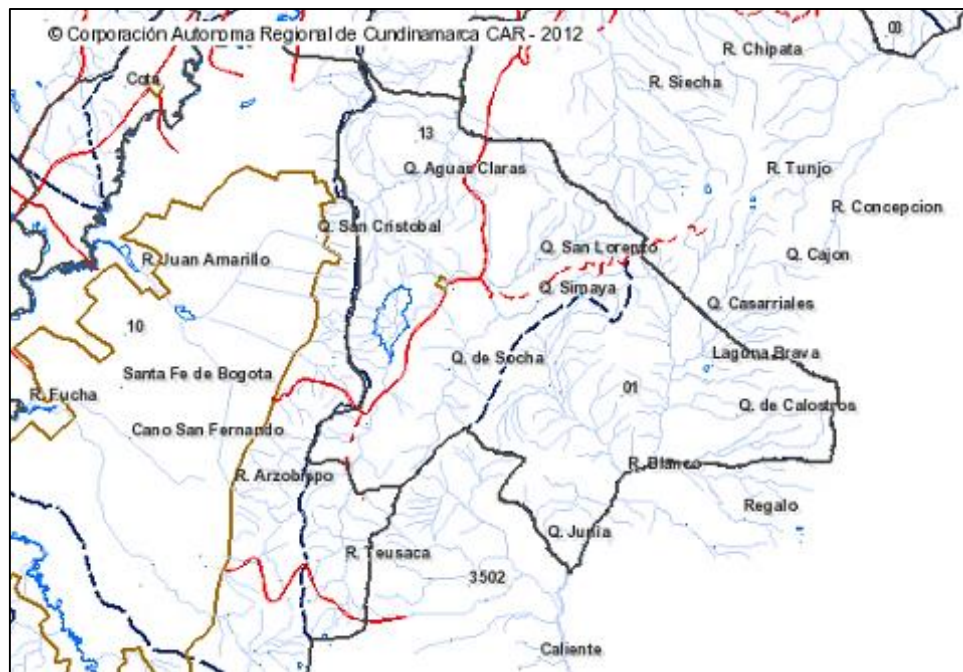 © Corporación Autonoma Regional de Cundinamarca CAR - 2012
00
R. Chipata
Cota
R. Siecha
13
Q. Aguas Claras
R. Tunjo
R. Concepcion
Q. San Cristobal
Q. San Lorenzo
R. Juan Amarillo
Q. Cajon
Q. Simaya
Q. Casarriales
10
Q. de Socha
Laguna Brava
Santa Fe de Bogota
01
R. Fucha
Q. de Calostros
Cano San Fernando
R. Blanco
R. Arzobispo
Regalo
Q. Junia
R. Teusaca
3502
Caliente